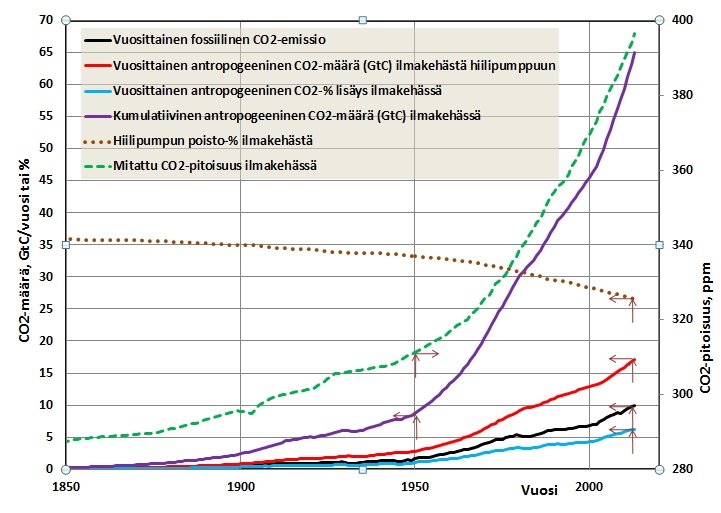 70
65
60
55
50
45
40
35
30
25
20
15
10
5
0
CO2-määrä, GtC/vuosi tai %
Vuosittainen fossiilinen CO2-emissio
Vuosittainen antropogeeninen CO2-määrä (GtC) ilmakehästä hiilipumppuun
Vuosittainen antropogeeninen CO2-% lisäys ilmakehässä
Kumulatiivinen antropogeeninen CO2-määrä (GtC) ilmakehässä
Hiilipumpun poisto-% ilmakehästä
Mitattu CO2-pitoisuus ilmakehässä
400
380
360
340
320
300
280
CO2-pitoisuus, ppm
1850
1900
1950
2000
Vuosi